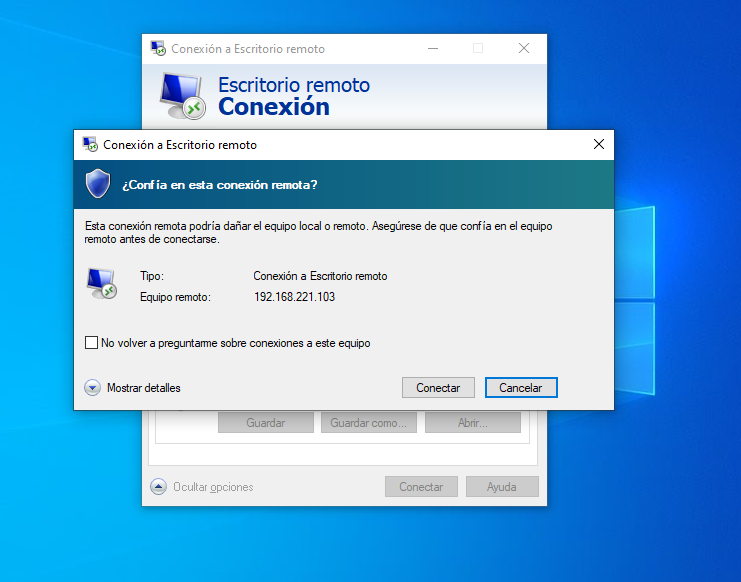 Conexión a Escritorio remoto
Escritorio remoto
Conexión
Conexión a Escritorio remoto
¿Confía en esta conexión remota?
Esta conexión remota podría dañar el equipo local o remoto. Asegúrese de que confía en el equipo
remoto antes de conectarse.
Tipo: Conexión a Escritorio remoto
Equipo remoto: 192.168.221.103
No volver a preguntarme sobre conexiones a este equipo
Mostrar detalles Conectar Cancelar
Guardar Guardar como... Abrir...
Ocultar opciones Conectar Ayuda